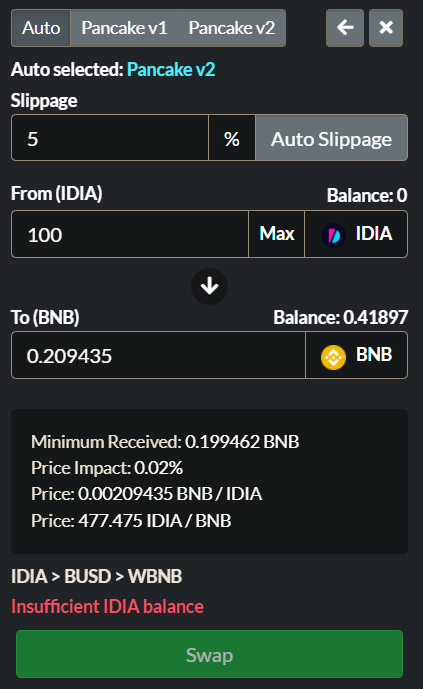 Auto Pancake v1 Pancake v2
Auto selected: Pancake v2
Slippage
5 % Auto Slippage
From (IDIA) Balance: 0
100 Max IDIA
To (BNB) Balance: 0.41897
0.209435 BNB
Minimum Received: 0.199462 BNB
Price Impact: 0.02%
Price: 0.00209435 BNB / IDIA
Price: 477.475 IDIA / BNB
IDIA > BUSD > WBNB
Insufficient IDIA balance
Swap